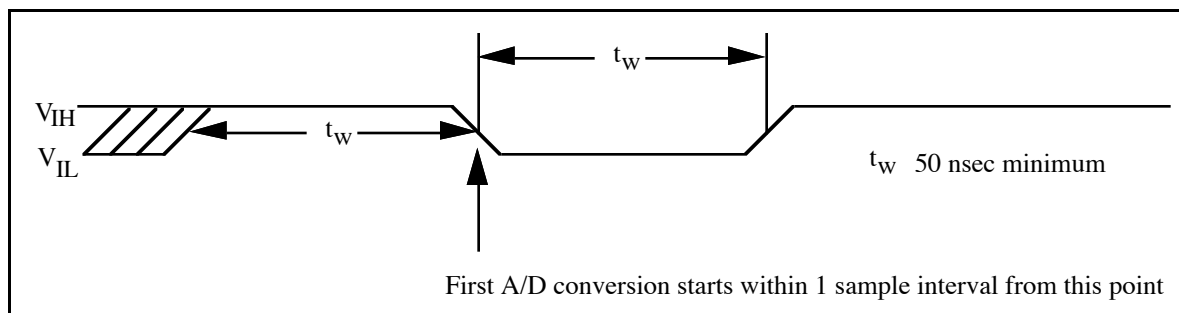 t_w
V_IH
t_w
V_IL
t_w 50 nsec minimum
First A/D conversion starts within 1 sample interval from this point